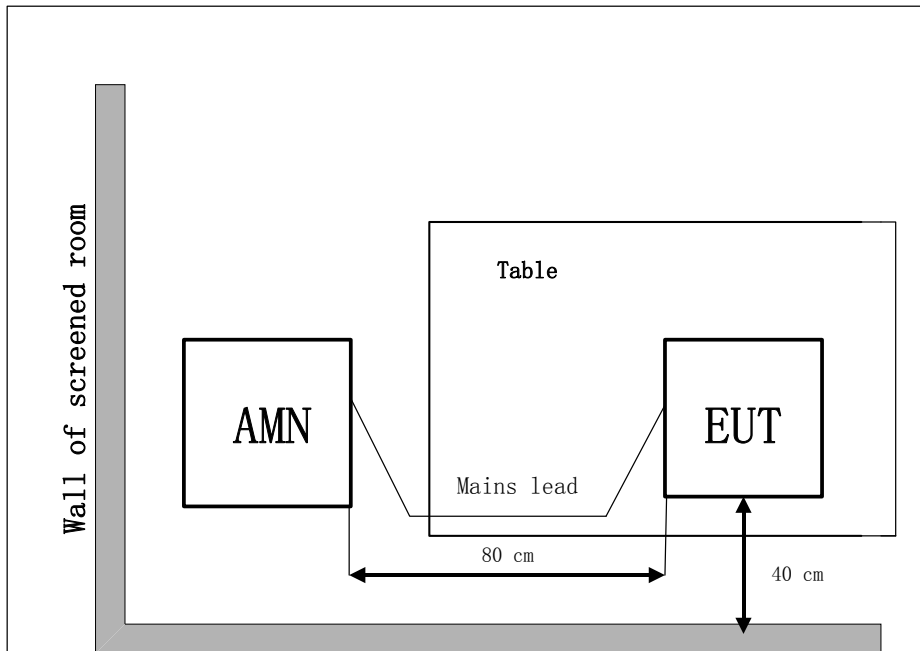 Wall of screened room
Table
AMN
EUT
Mains lead
80 cm
40 cm